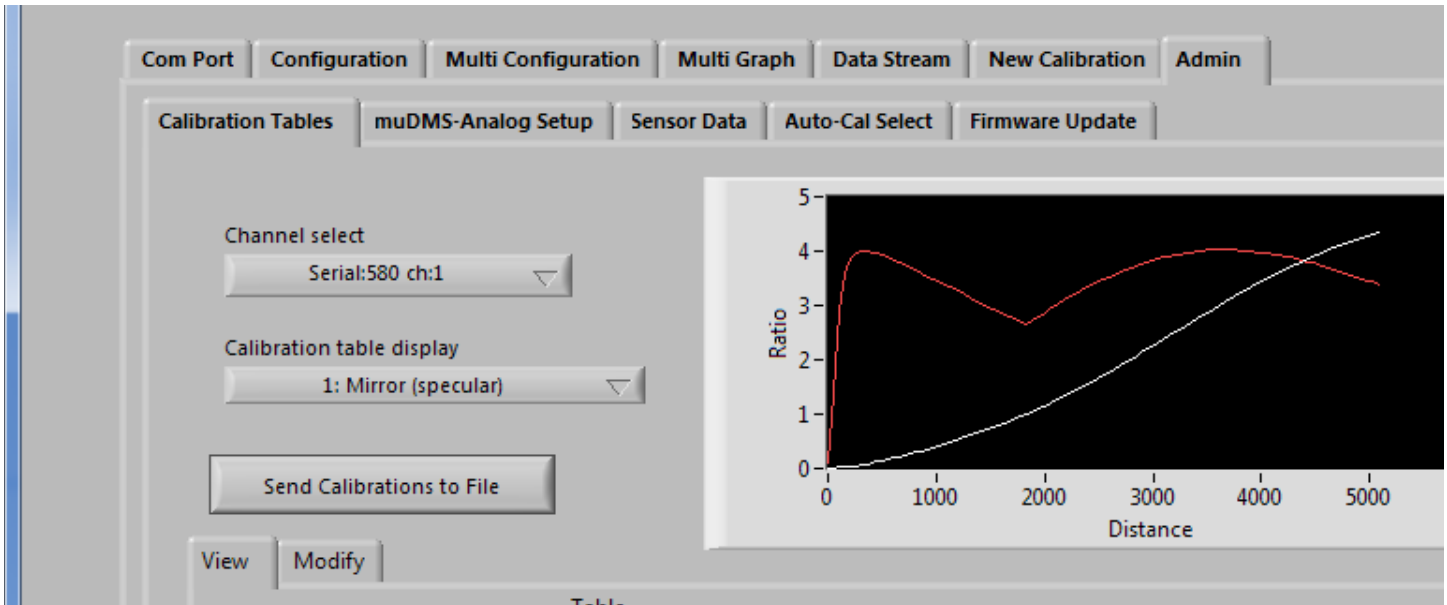 Com Port Configuration Multi Configuration Multi Graph Data Stream New Calibration Admin
Calibration Tables muDMS-Analog Setup Sensor Data Auto-Cal Select Firmware Update
Channel select
Serial:580 ch:1
Calibration table display
1: Mirror (specular)
Send Calibrations to File
View Modify
Table
5
4
3
2
1
0
Ratio
0 1000 2000 3000 4000 5000
Distance